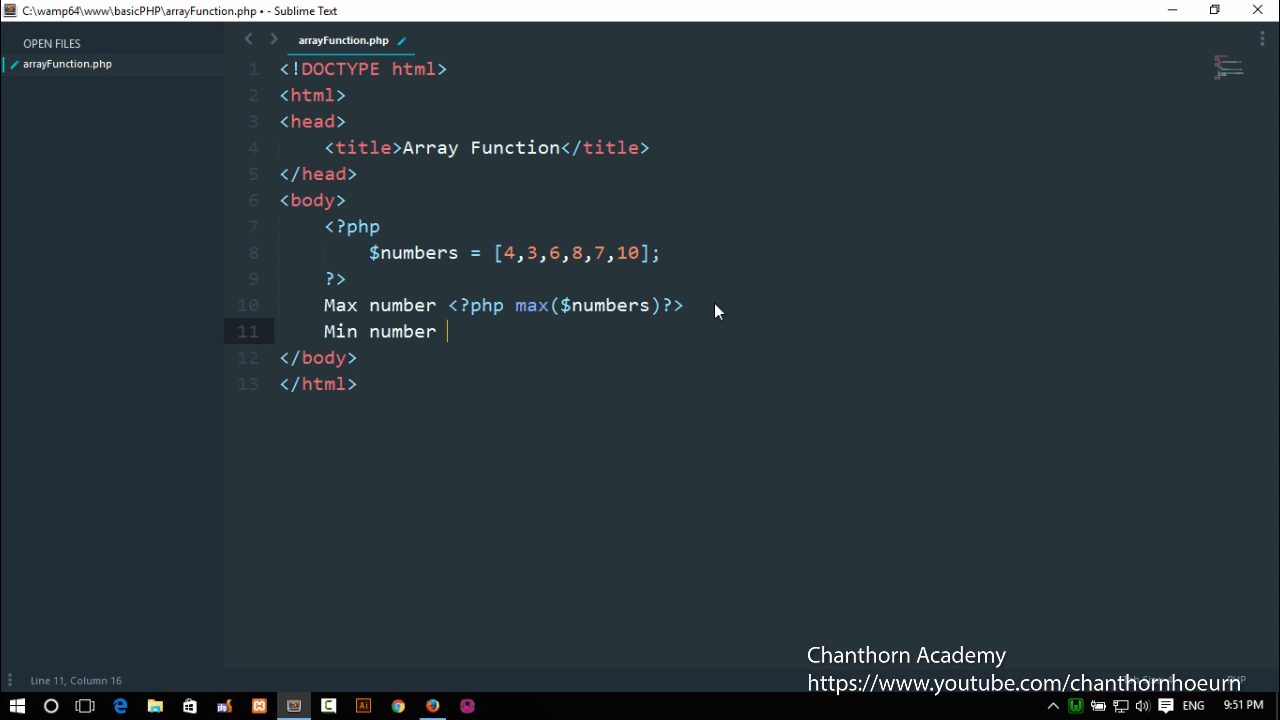 C:\wamp64\www\basicPHP\arrayFunction.php • - Sublime Text
OPEN FILES
arrayFunction.php
arrayFunction.php
1 <!DOCTYPE html>
2 <html>
3 <head>
4 <title>Array Function</title>
5 </head>
6 <body>
7 <?php
8 $numbers = [4,3,6,8,7,10];
9 ?>
10 Max number <?php max($numbers)?>
11 Min number
12 </body>
13 </html>
Chanthorn Academy
https://www.youtube.com/chanthornhoeurn
Line 11, Column 16
PHP
ENG
9:51 PM